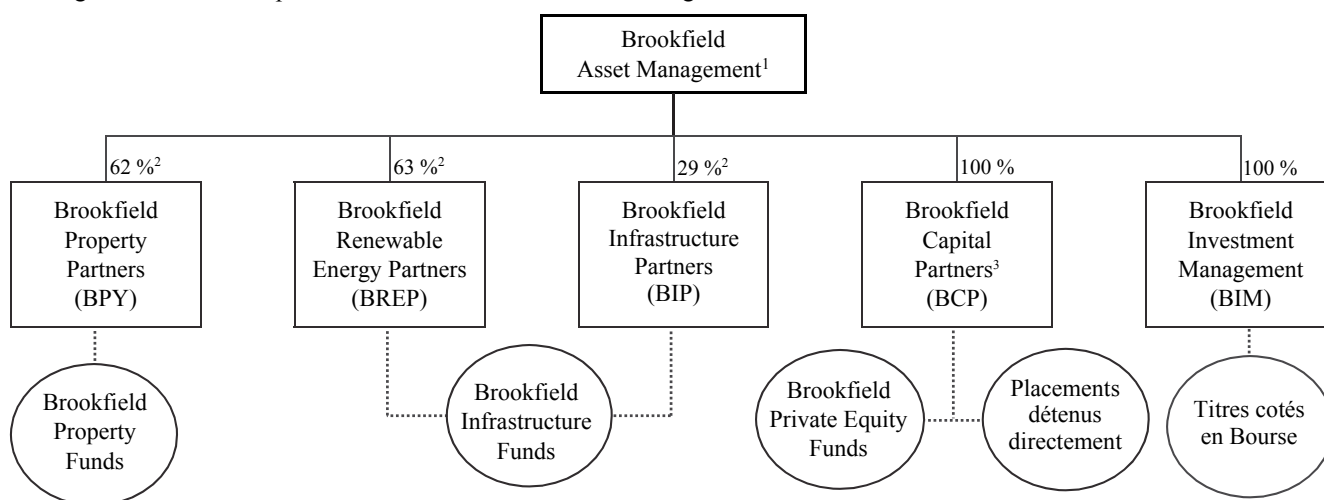 Brookfield
Asset Management¹
62 %²
63 %²
29 %²
100 %
100 %
Brookfield
Property
Partners
(BPY)
Brookfield
Renewable
Energy Partners
(BREP)
Brookfield
Infrastructure
Partners
(BIP)
Brookfield
Capital
Partners³
(BCP)
Brookfield
Investment
Management
(BIM)
Brookfield
Property
Funds
Brookfield
Infrastructure
Funds
Brookfield
Private Equity
Funds
Placements
détenus
directement
Titres cotés
en Bourse